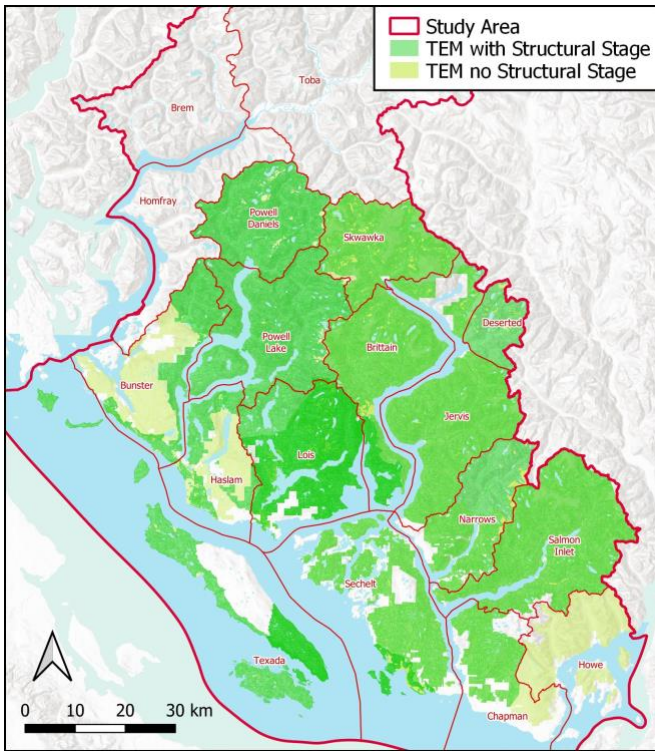 Study Area
TEM with Structural Stage
TEM no Structural Stage
Toba
Brem
Homfray
Powell
Daniels
Skwawka
Deserted
Powell
Lake
Brittain
Bunster
Jervis
Lois
Haslam
Narrows
Salmon
Inlet
Sechelt
Texada
Howe
Chapman
0 10 20 30 km